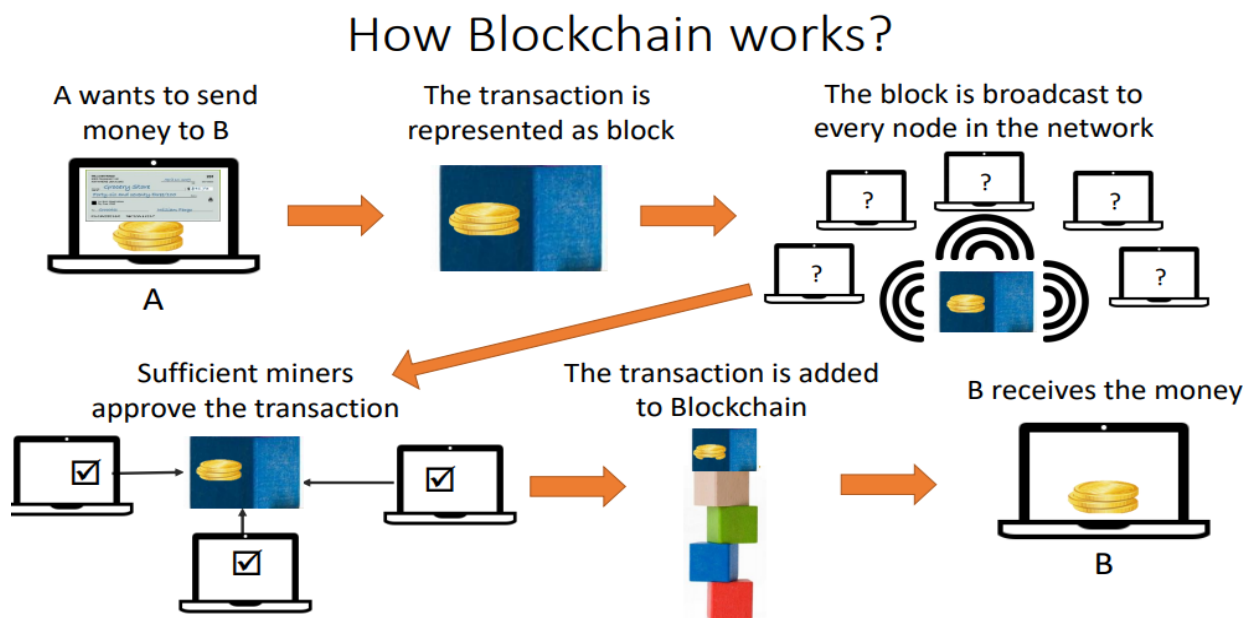 How Blockchain works?
A wants to send
money to B
The transaction is
represented as block
The block is broadcast to
every node in the network
Grocery Store
?
?
?
?
?
A
Sufficient miners
approve the transaction
The transaction is added
to Blockchain
B receives the money
B